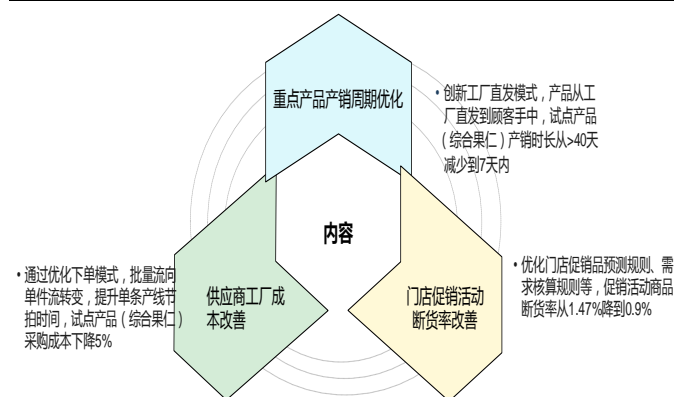 重点产品产销周期优化
• 创新工厂直发模式，产品从工
厂直发到顾客手中，试点产品
（综合果仁）产销时长从>40天
减少到7天内
内容
• 通过优化下单模式，批量流向
单件流转变，提升单条产线节
拍时间，试点产品（综合果仁）
采购成本下降5%
供应商工厂成
本改善
门店促销活动
断货率改善
• 优化门店促销品预测规则、需
求核算规则等，促销活动商品
断货率从1.47%降到0.9%